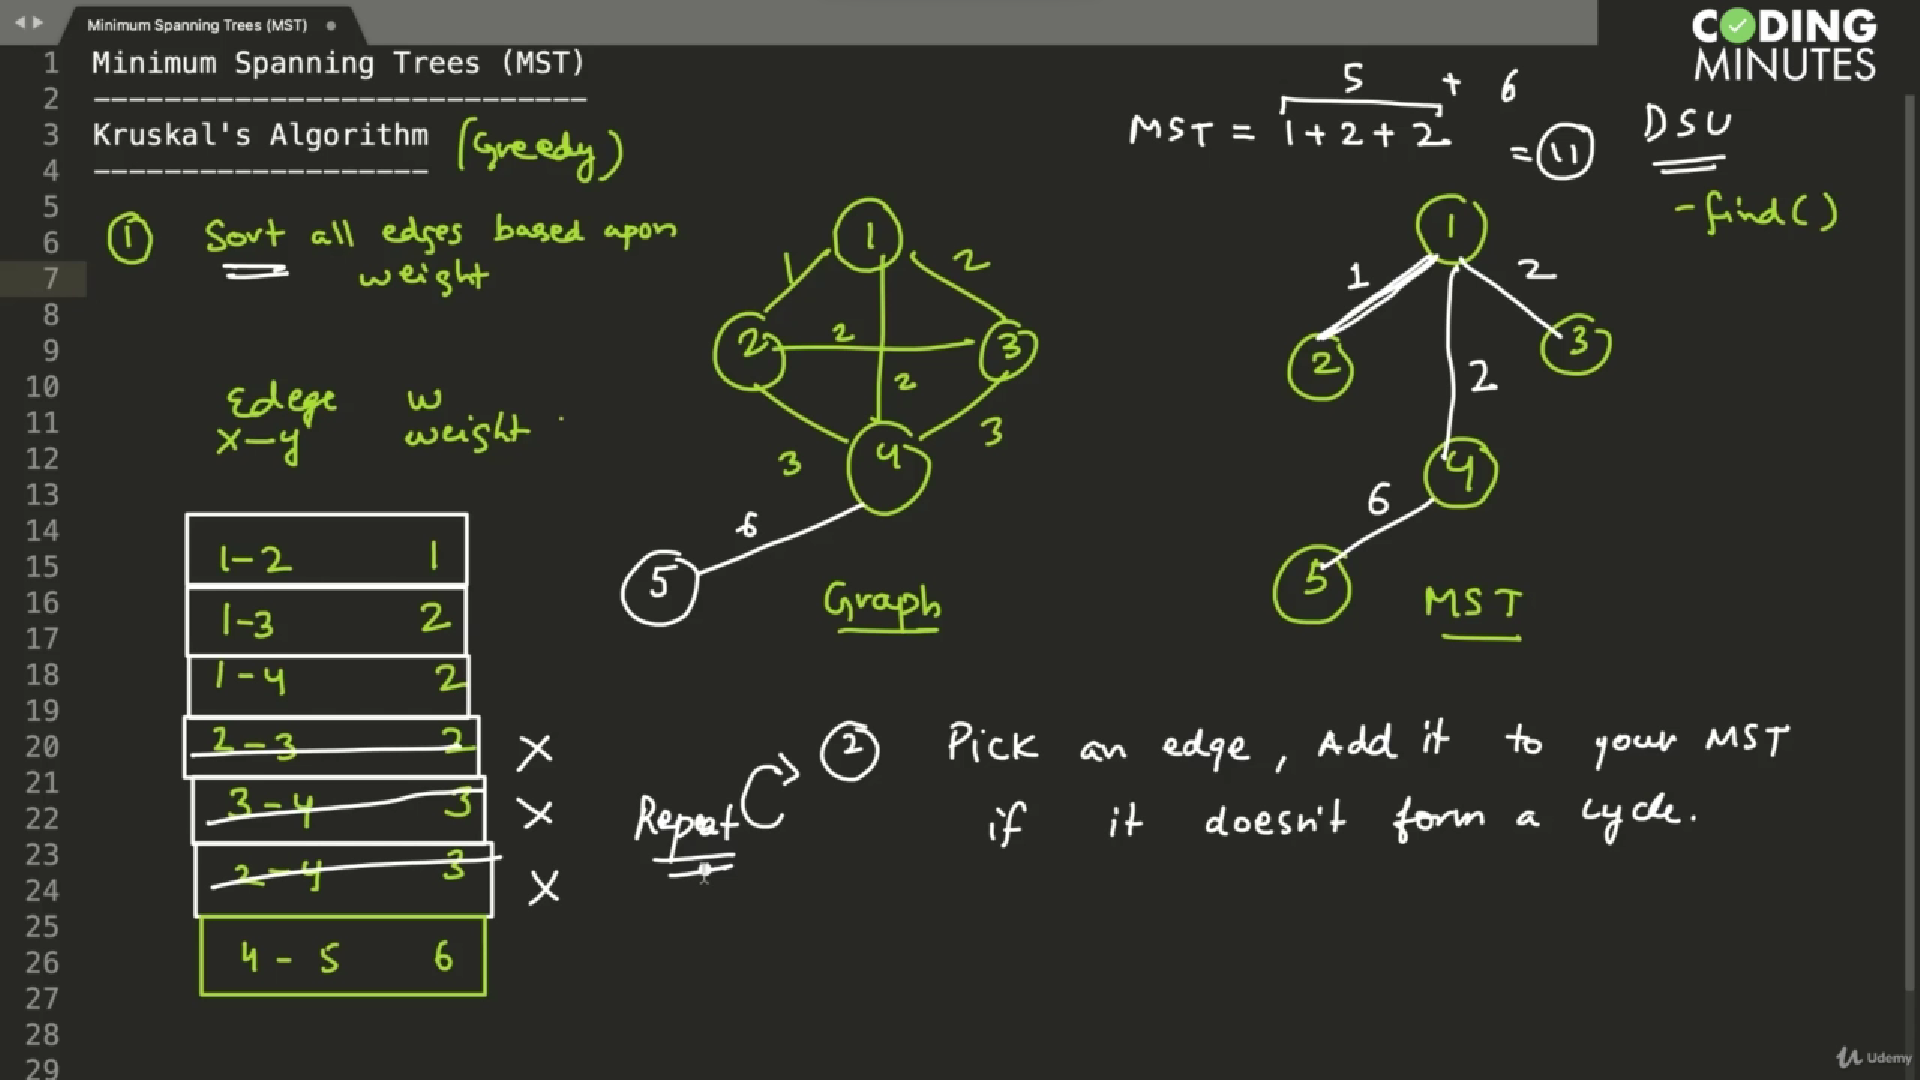 Minimum Spanning Trees (MST)
CODING
MINUTES
1 Minimum Spanning Trees (MST)
2 ----------------------------
3 Kruskal's Algorithm (Greedy)
4 -------------------
5
6
7
8
9
10
11
12
13
14
15
16
17
18
19
20
21
22
23
24
25
26
27
28
29
5 + 6
MST = 1+2+2
= 11
DSU
-find()
1 Sort all edges based apon
weight
Edege w
x-y weight
1-2 1
1-3 2
1-4 2
2-3 2 X
3-4 3 X
2-4 3 X
4-5 6
1
1 2
2 2 3
2
3 4 3
6
5
Graph
1
1 2
2 3
2
4
6
5
MST
Repeat 2 Pick an edge, Add it to your MST
if it doesn't form a cycle.
Udemy